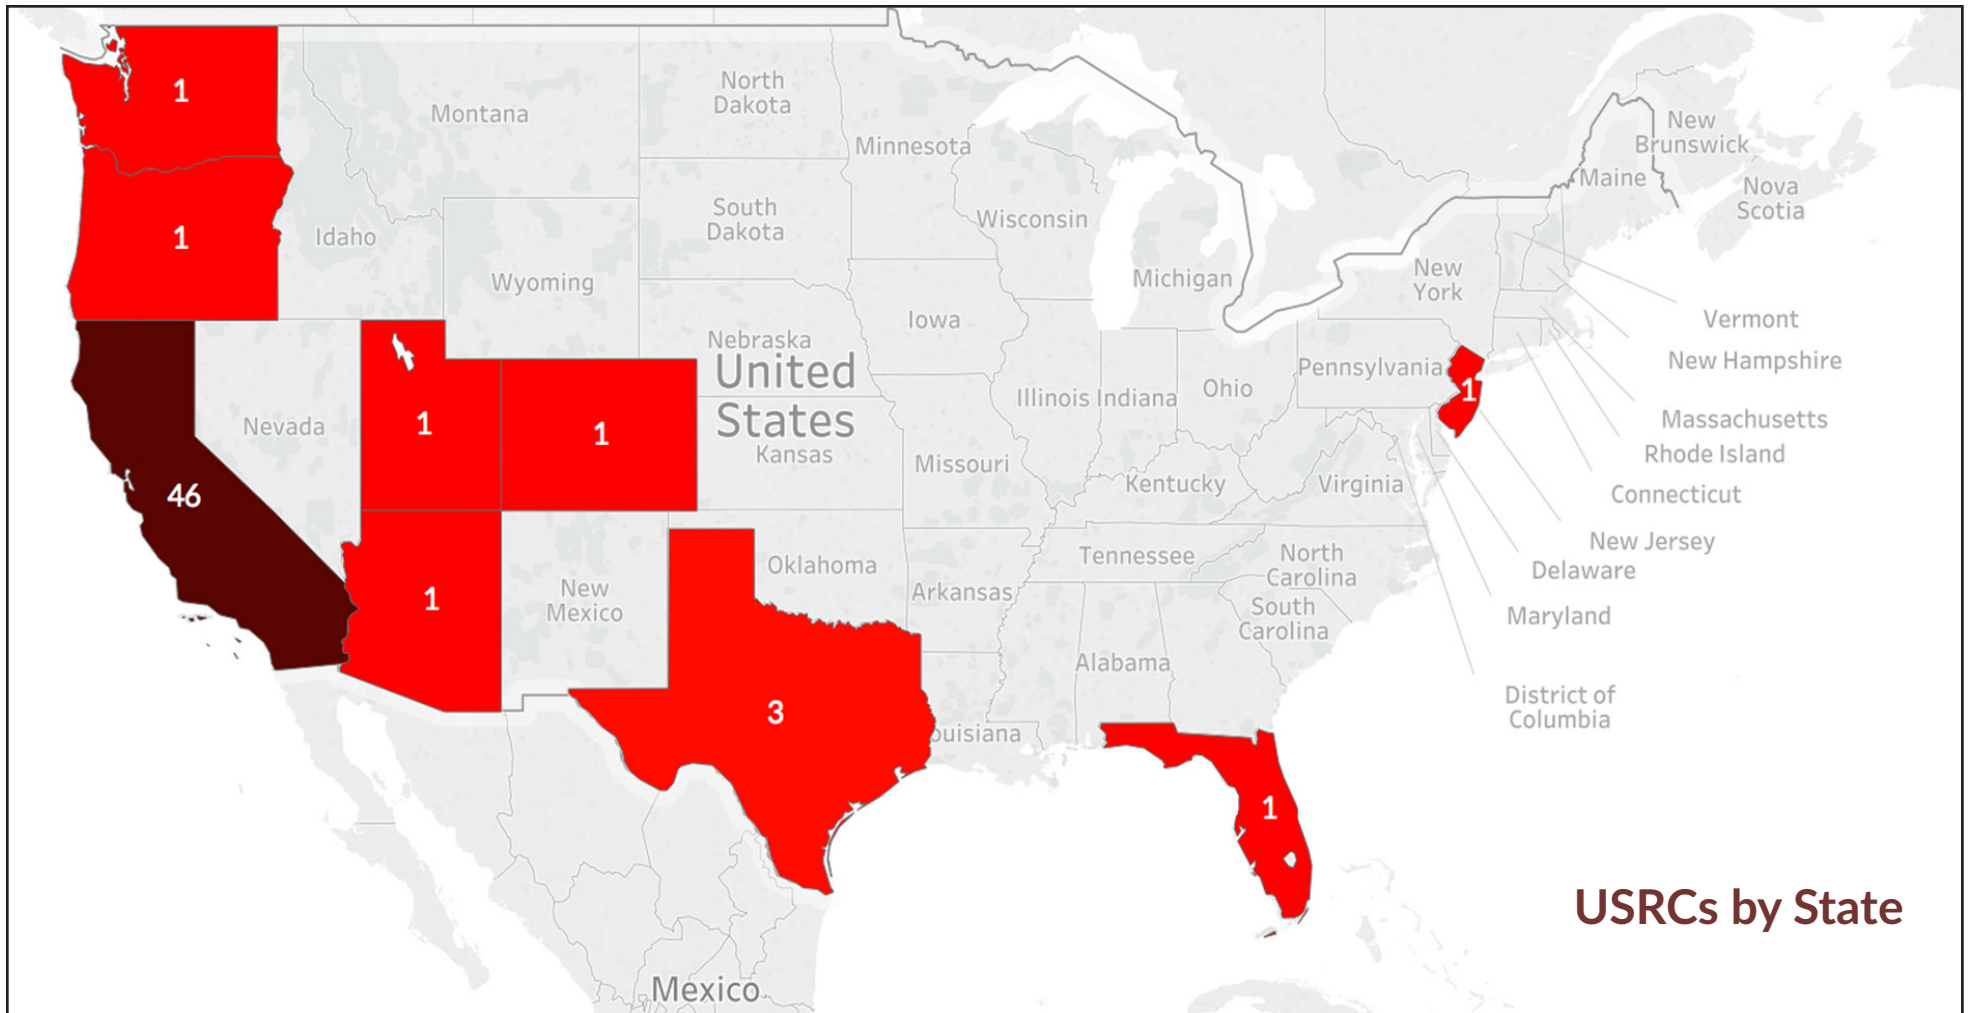 1
North
Dakota
Montana
Minnesota
New
Brunswick
Maine
Nova
Scotia
1
Idaho
South
Dakota
Wisconsin
Wyoming
Michigan
New
York
Iowa
Nebraska
United
States
Kansas
Vermont
New Hampshire
Pennsylvania
1
Ohio
Illinois
Indiana
Nevada
1
1
Massachusetts
Rhode Island
Missouri
Kentucky
Virginia
Connecticut
46
New Jersey
Delaware
Tennessee
North
Carolina
Oklahoma
Arkansas
1
New
Mexico
South
Carolina
Maryland
Alabama
District of
Columbia
3
ouisiana
1
USRCs by State
Mexico